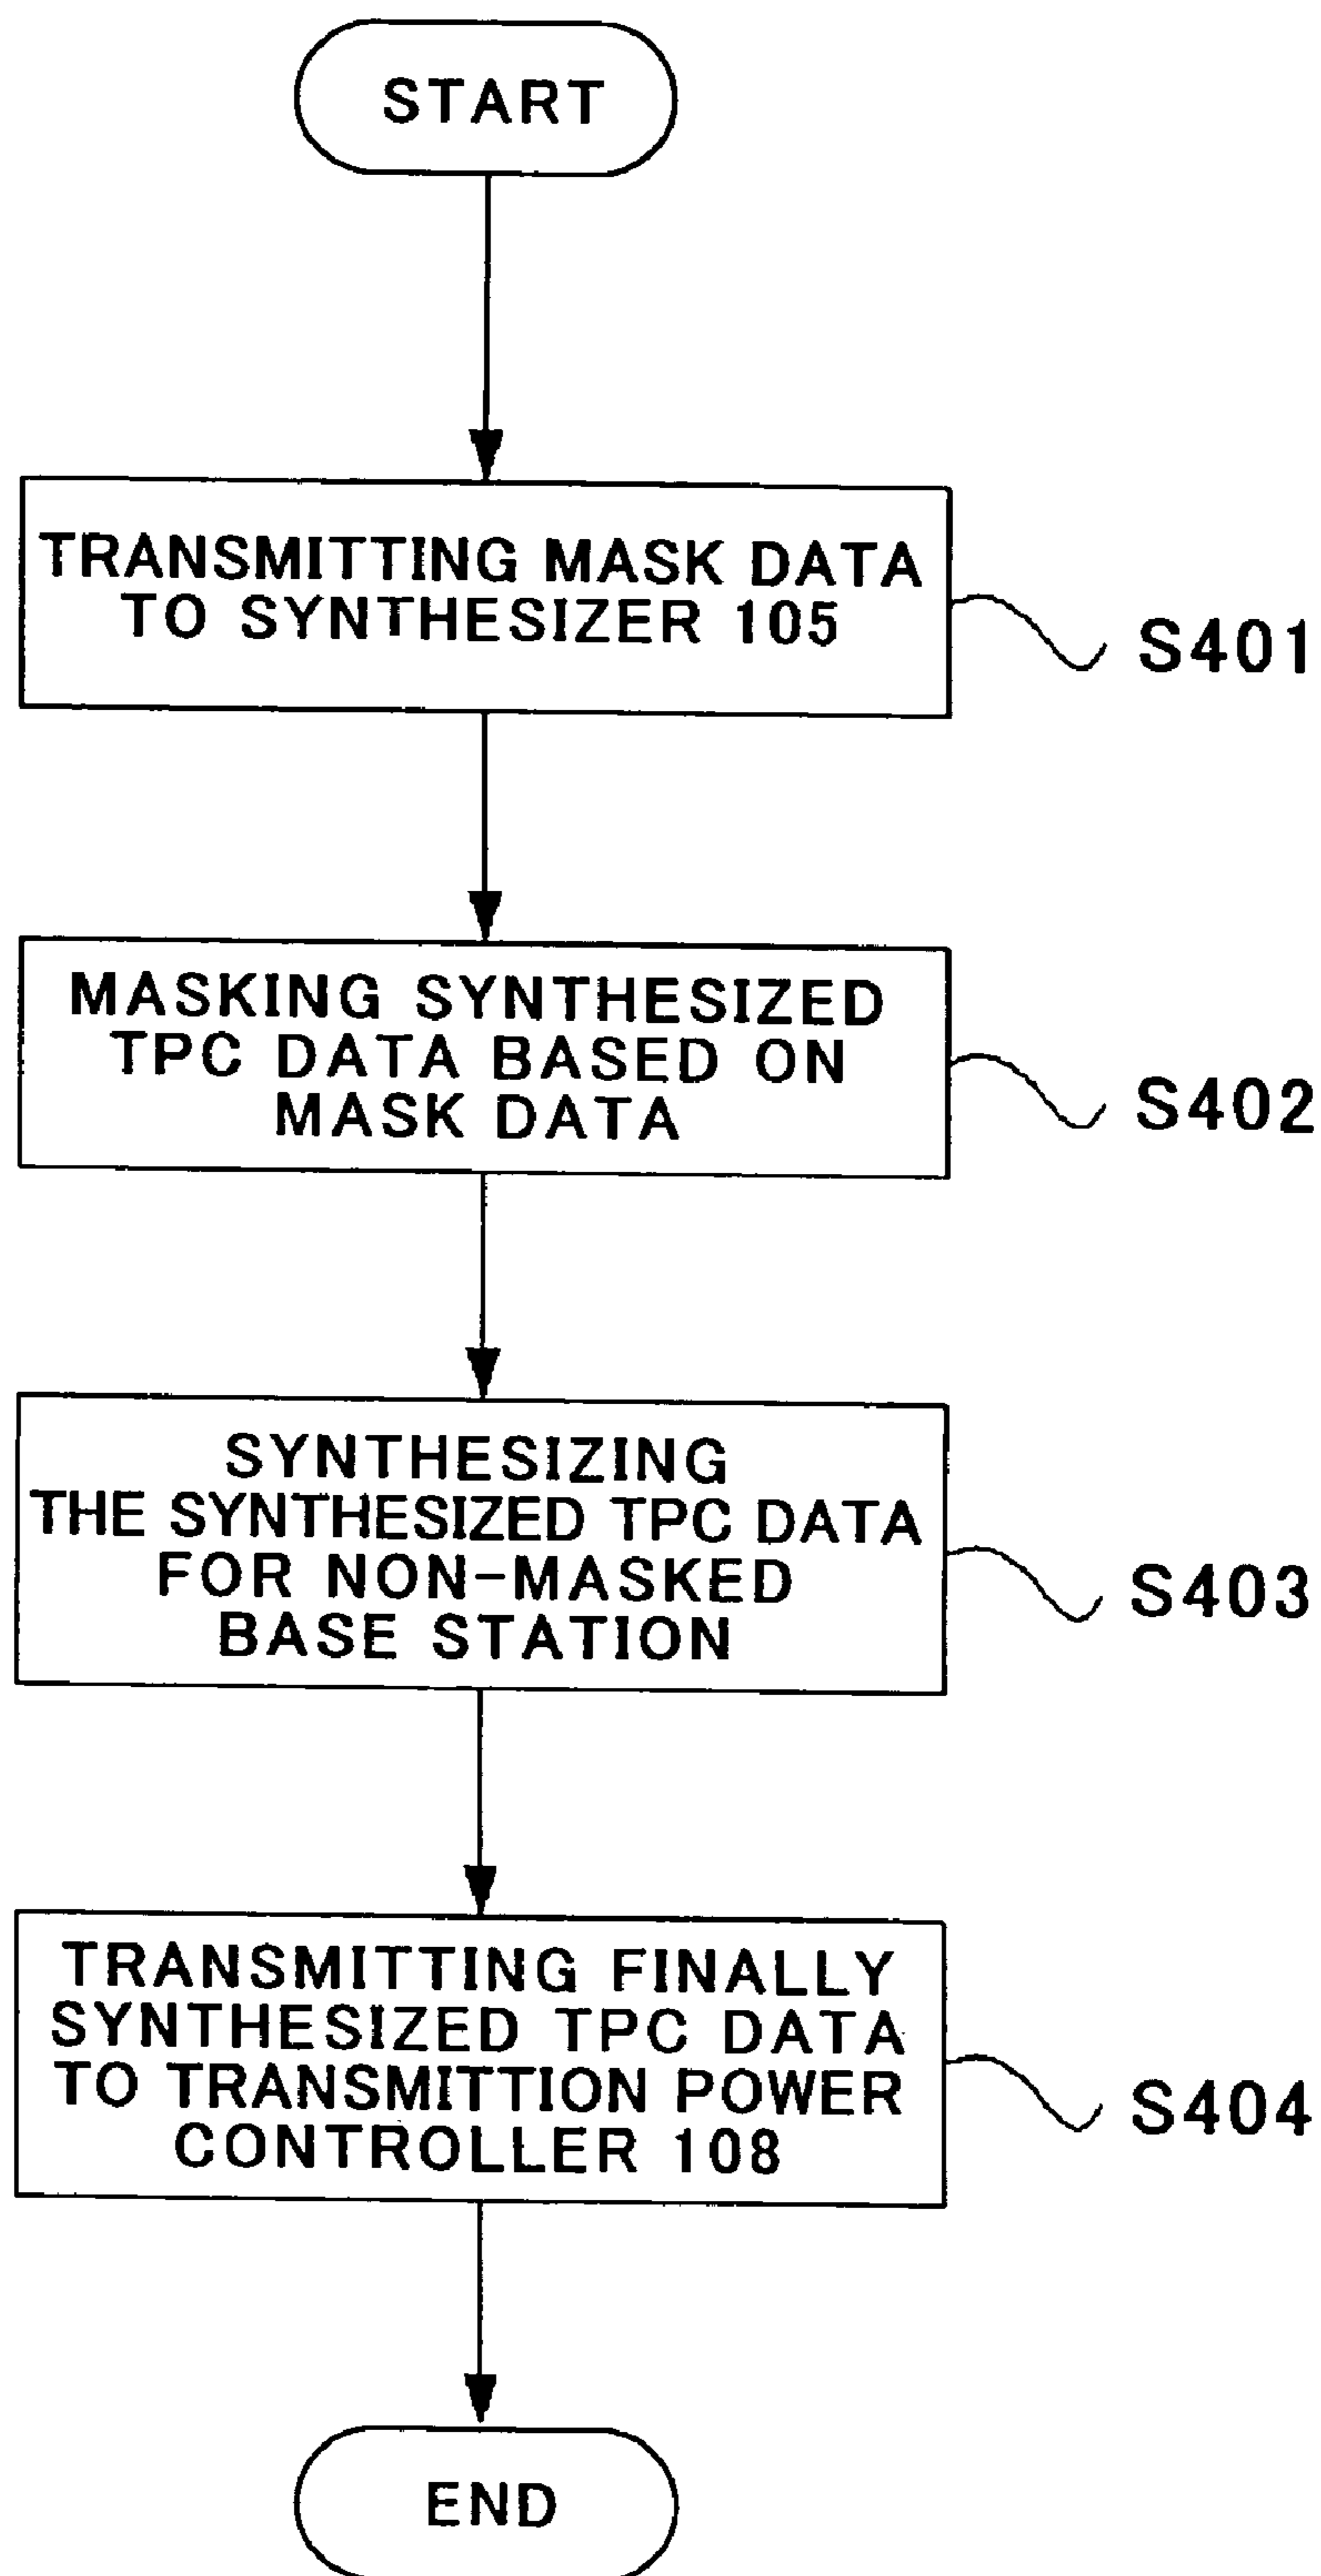 START
TRANSMITTING MASK DATA
TO SYNTHESIZER 105
S401
MASKING SYNTHESIZED
TPC DATA BASED ON
MASK DATA
S402
SYNTHESIZING
THE SYNTHESIZED TPC DATA
FOR NON-MASKED
BASE STATION
S403
TRANSMITTING FINALLY
SYNTHESIZED TPC DATA
TO TRANSMITTION POWER
CONTROLLER 108
S404
END